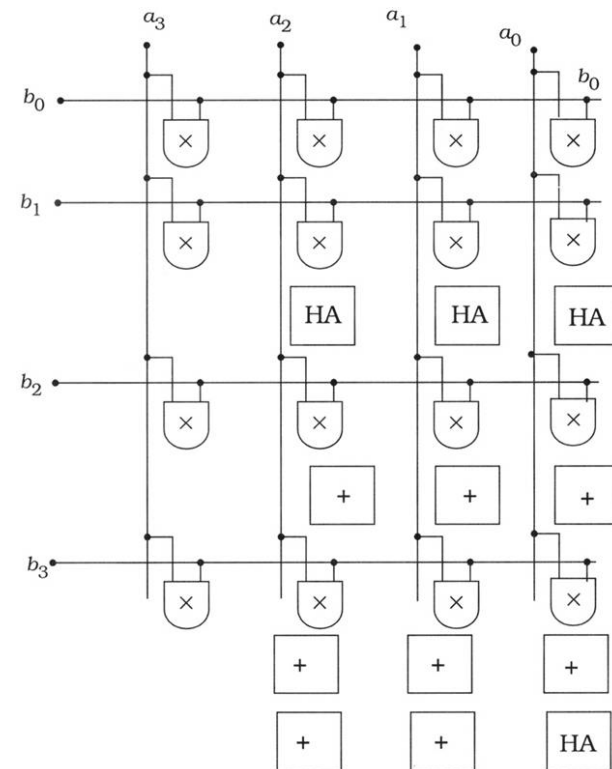 a₃ a₂ a₁ a₀
b₀ b₀
× × × ×
b₁
× × × ×
HA HA HA
b₂
× × × ×
+ + +
b₃
× × × ×
+ + +
+ + HA